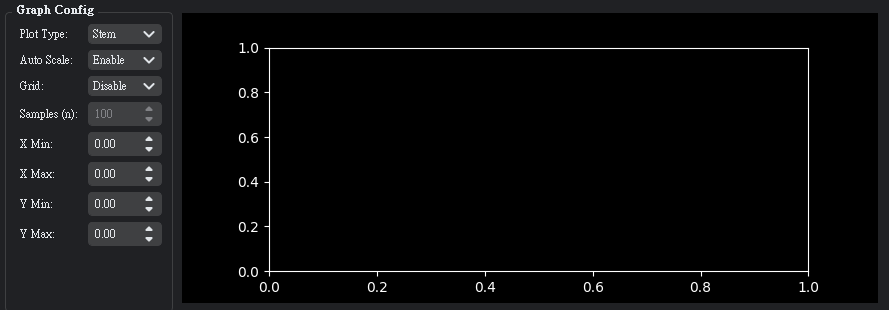 Graph Config
Plot Type: Stem
Auto Scale: Enable
Grid: Disable
Samples (n): 100
X Min: 0.00
X Max: 0.00
Y Min: 0.00
Y Max: 0.00
1.0
0.8
0.6
0.4
0.2
0.0
0.0 0.2 0.4 0.6 0.8 1.0